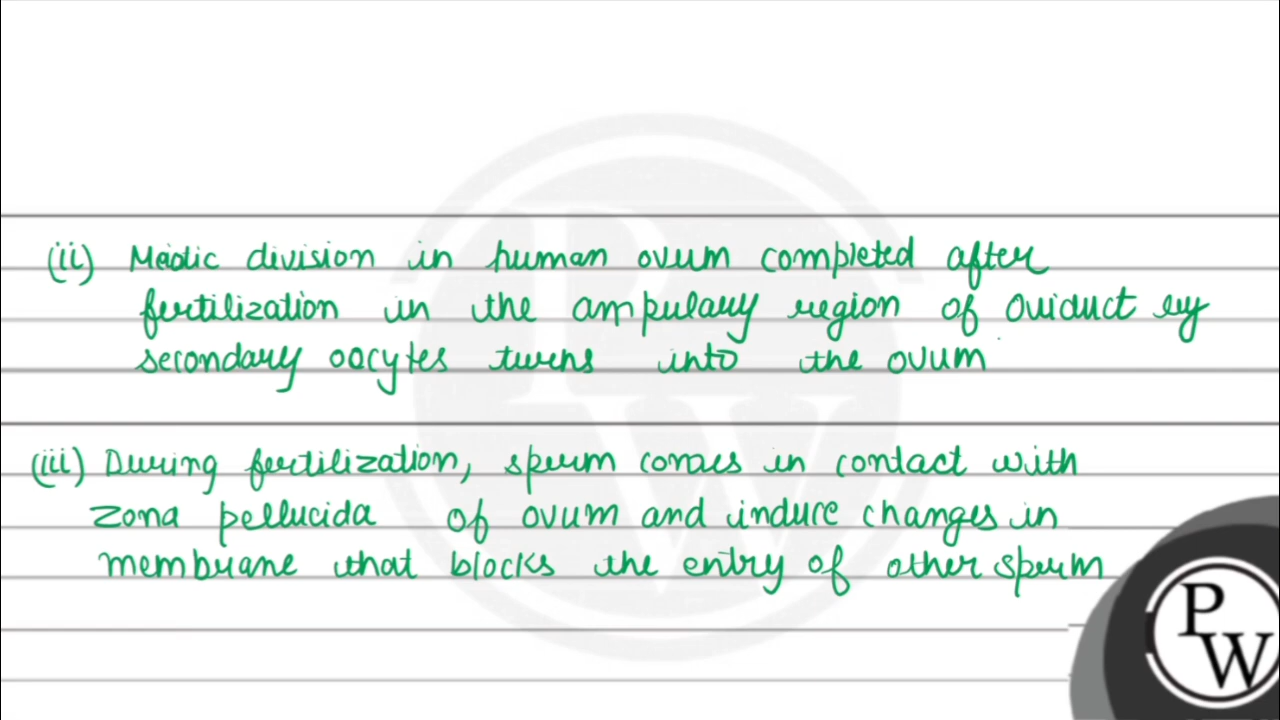 (ii) Meiotic division in human ovum completed after
fertilization in the ampulary region of oviduct by
secondary oocytes turns into the ovum
(iii) During fertilization, sperm comes in contact with
zona pellucida of ovum and induce changes in
membrane that blocks the entry of other sperm
PW
PW